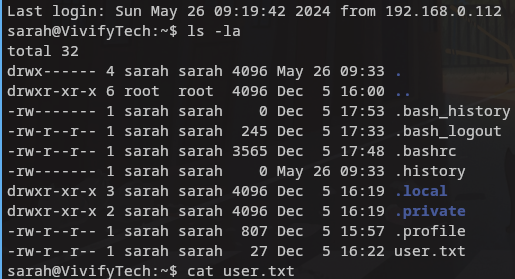 Last login: Sun May 26 09:19:42 2024 from 192.168.0.112
sarah@VivifyTech:~$ ls -la
total 32
drwx------ 4 sarah sarah 4096 May 26 09:33 .
drwxr-xr-x 6 root  root  4096 Dec  5 16:00 ..
-rw------- 1 sarah sarah    0 Dec  5 17:53 .bash_history
-rw-r--r-- 1 sarah sarah  245 Dec  5 17:33 .bash_logout
-rw-r--r-- 1 sarah sarah 3565 Dec  5 17:48 .bashrc
-rw------- 1 sarah sarah    0 May 26 09:33 .history
drwxr-xr-x 3 sarah sarah 4096 Dec  5 16:19 .local
drwxr-xr-x 2 sarah sarah 4096 Dec  5 16:19 .private
-rw-r--r-- 1 sarah sarah  807 Dec  5 15:57 .profile
-rw-r--r-- 1 sarah sarah   27 Dec  5 16:22 user.txt
sarah@VivifyTech:~$ cat user.txt